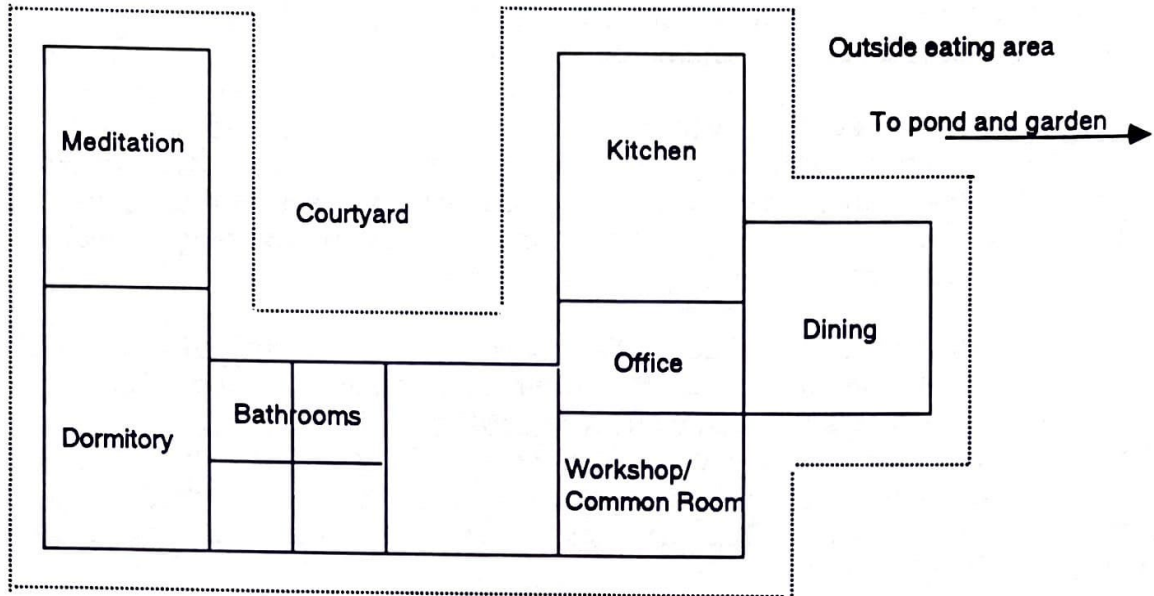 Outside eating area
To pond and garden
Meditation
Kitchen
Courtyard
Dining
Office
Bathrooms
Dormitory
Workshop/
Common Room